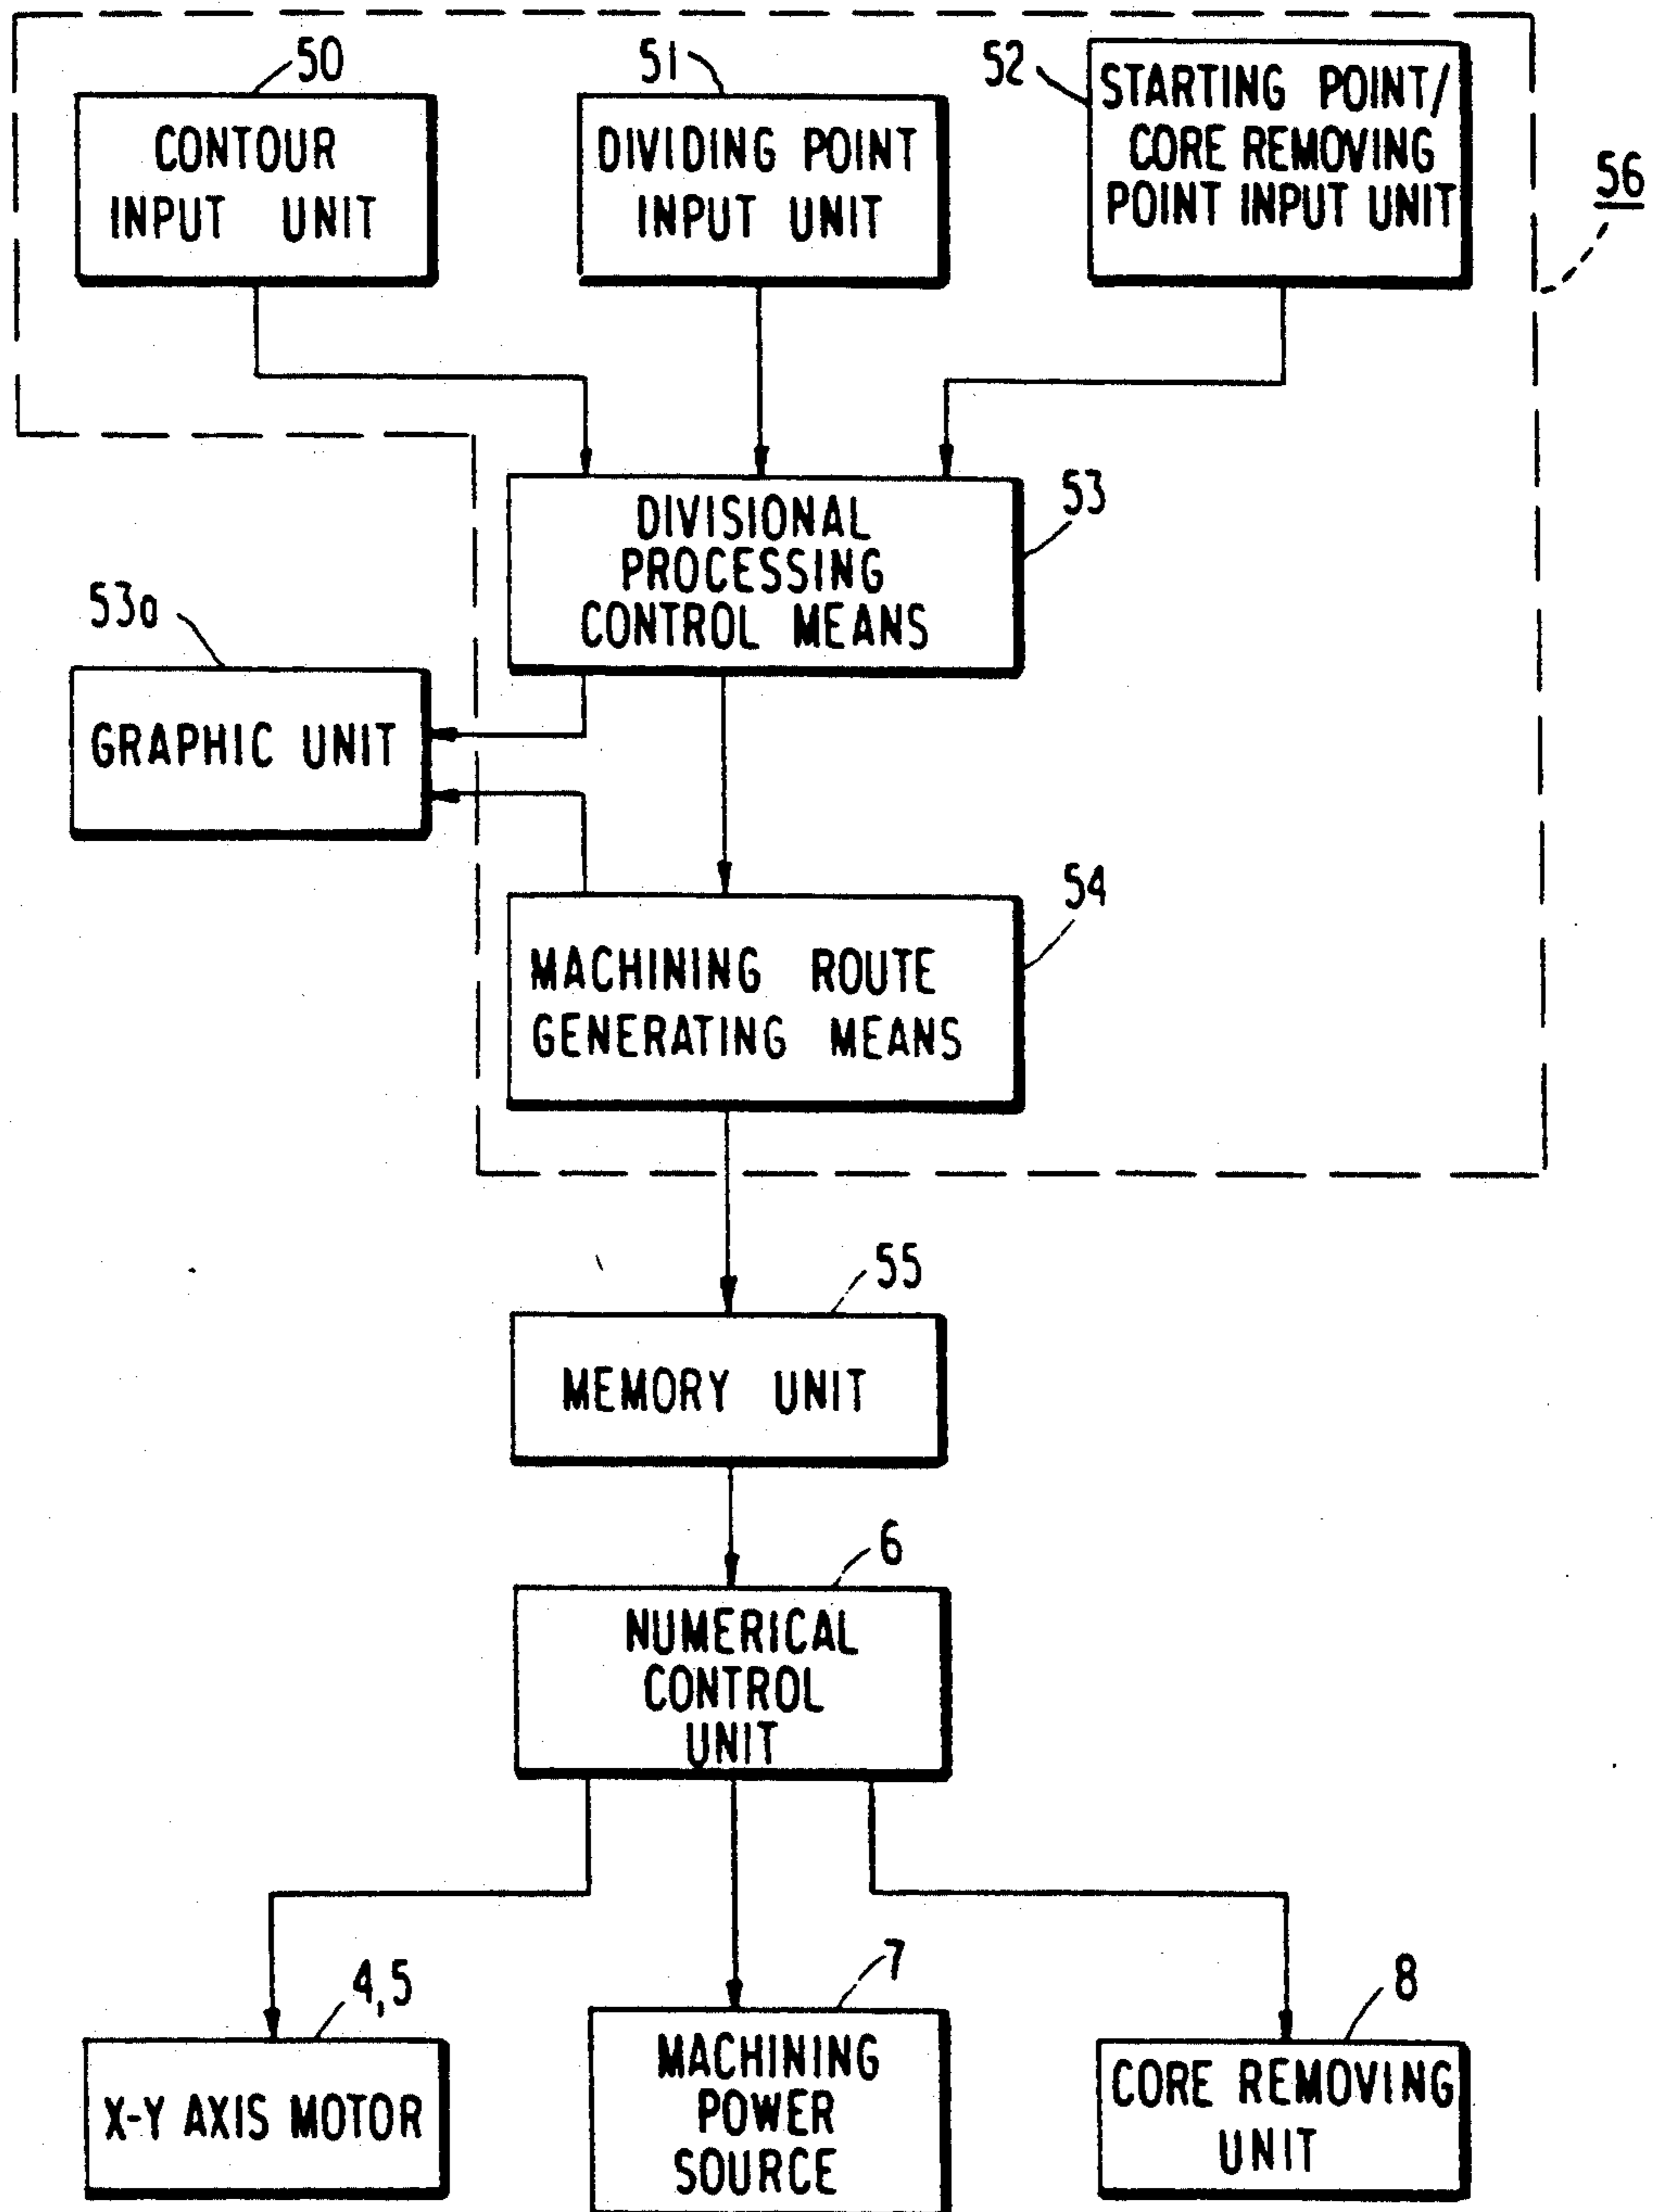 50
51
52
CONTOUR
INPUT UNIT
DIVIDING POINT
INPUT UNIT
STARTING POINT/
CORE REMOVING
POINT INPUT UNIT
56
53
DIVISIONAL
PROCESSING
CONTROL MEANS
53a
GRAPHIC UNIT
54
MACHINING ROUTE
GENERATING MEANS
55
MEMORY UNIT
6
NUMERICAL
CONTROL
UNIT
4,5
X-Y AXIS MOTOR
7
MACHINING
POWER
SOURCE
8
CORE REMOVING
UNIT